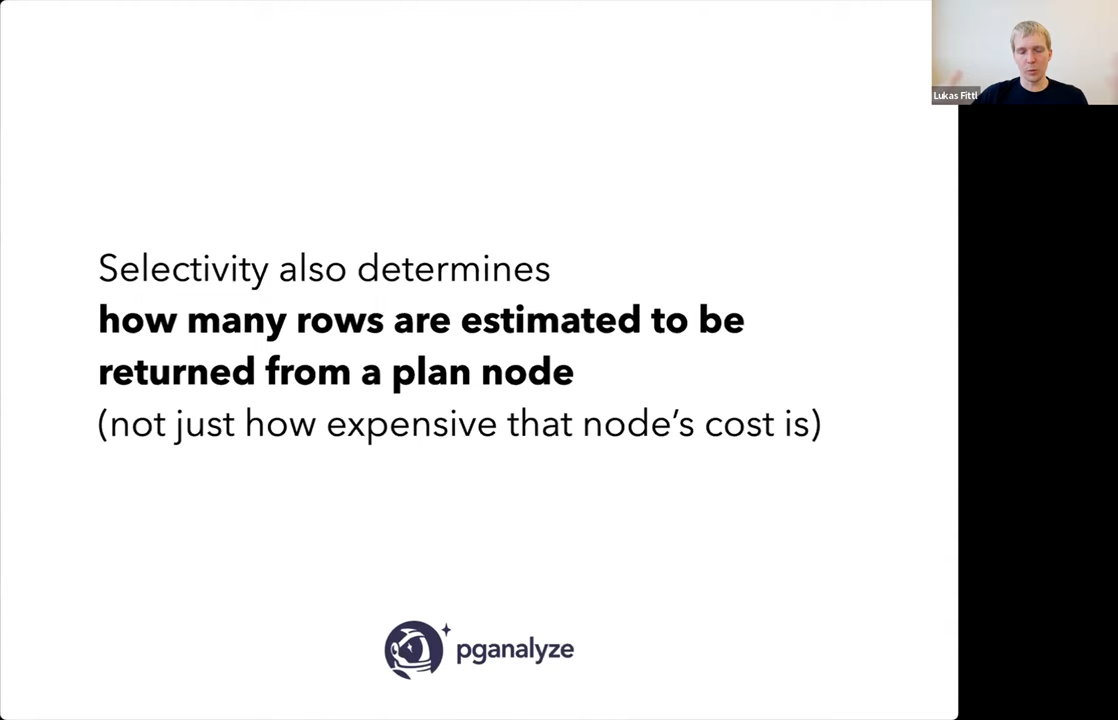 Lukas Fittl
Selectivity also determines
how many rows are estimated to be
returned from a plan node
(not just how expensive that node’s cost is)
pganalyze